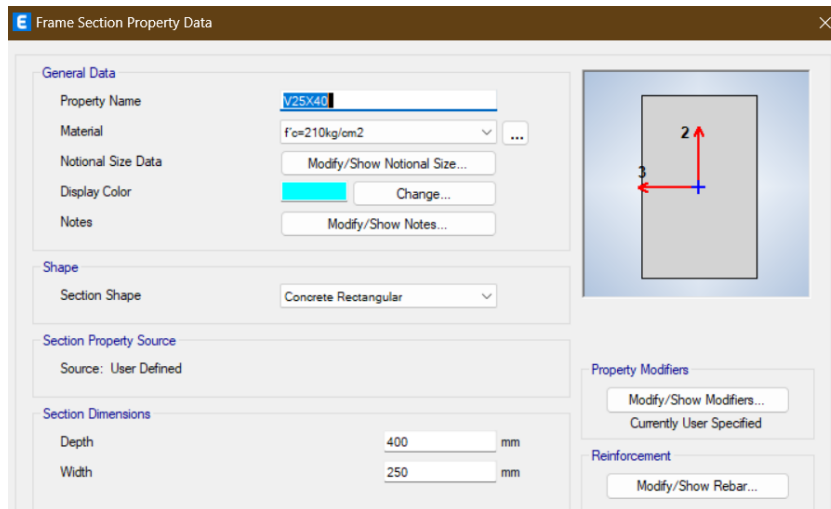 E Frame Section Property Data
General Data
Property Name V25X40
Material f'c=210kg/cm2 ...
Notional Size Data Modify/Show Notional Size...
Display Color Change...
Notes Modify/Show Notes...
2
3
Shape
Section Shape Concrete Rectangular
Section Property Source
Source: User Defined
Property Modifiers
Modify/Show Modifiers...
Currently User Specified
Section Dimensions
Depth 400 mm
Width 250 mm
Reinforcement
Modify/Show Rebar...